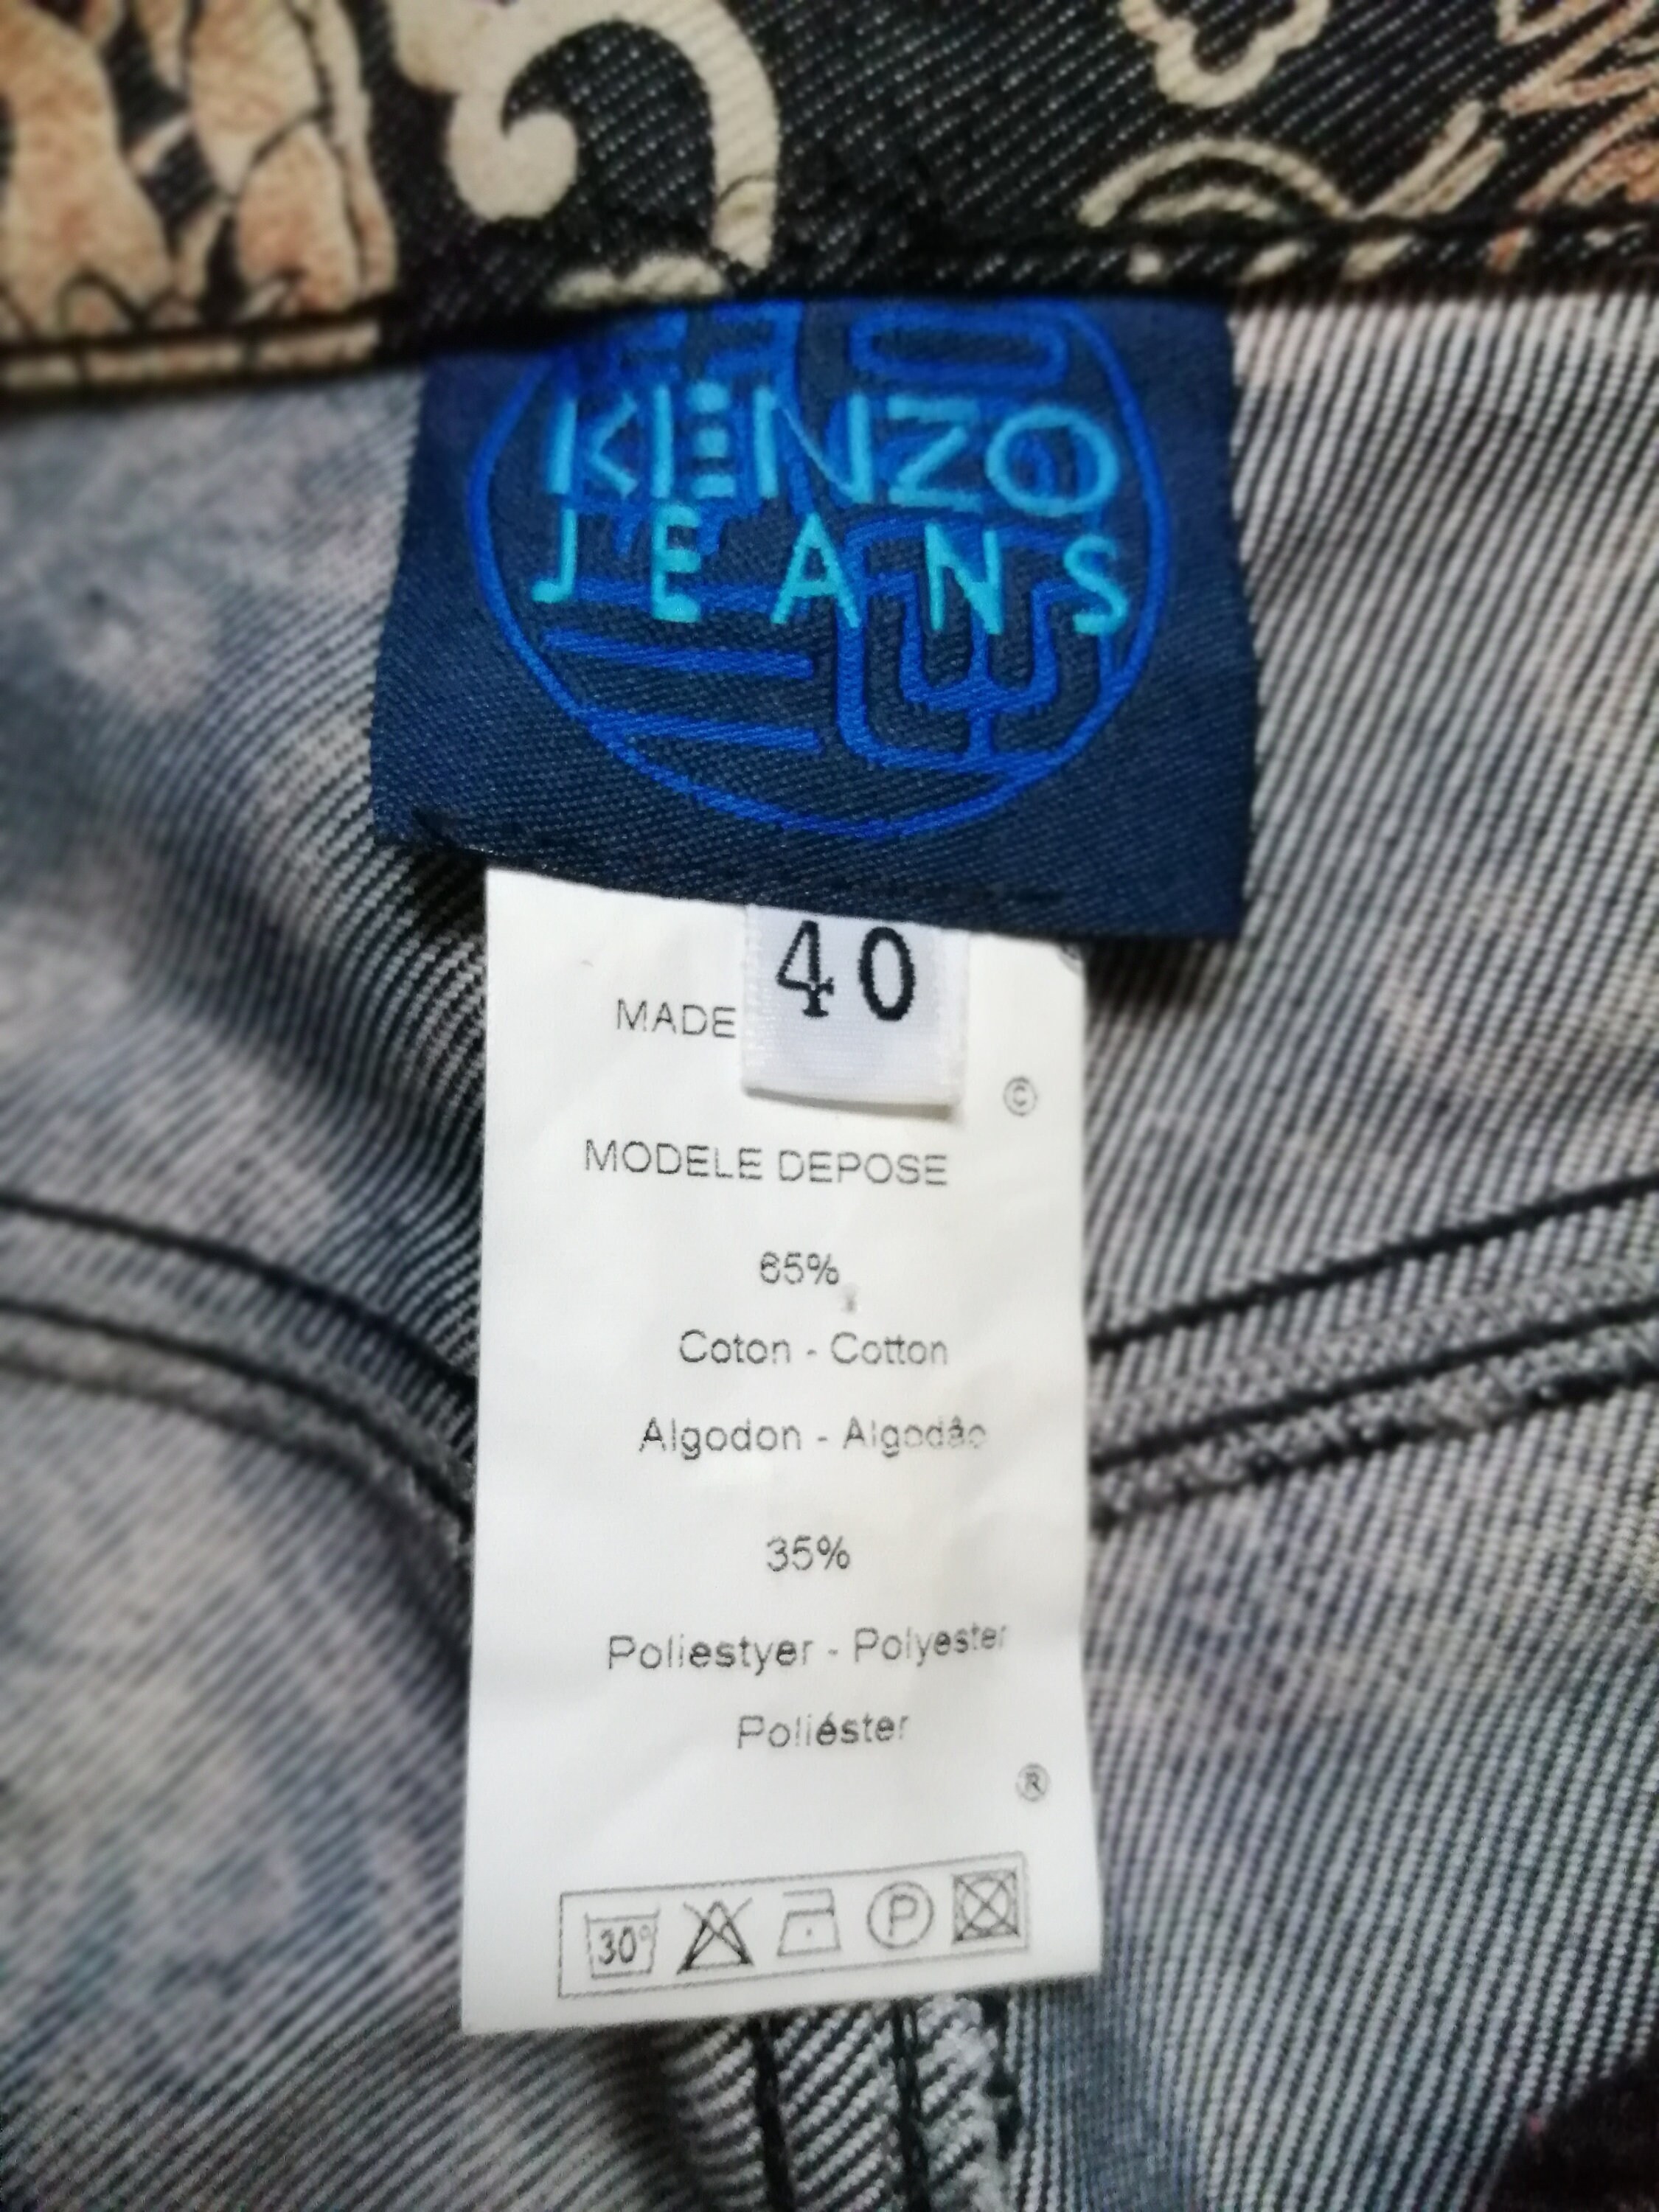 KENZO
JEANS
40
MADE
©
MODELE DEPOSE
65%
Coton - Cotton
Algodon - Algodão
35%
Poliestyer - Polyester
Poliéster
®
30° P